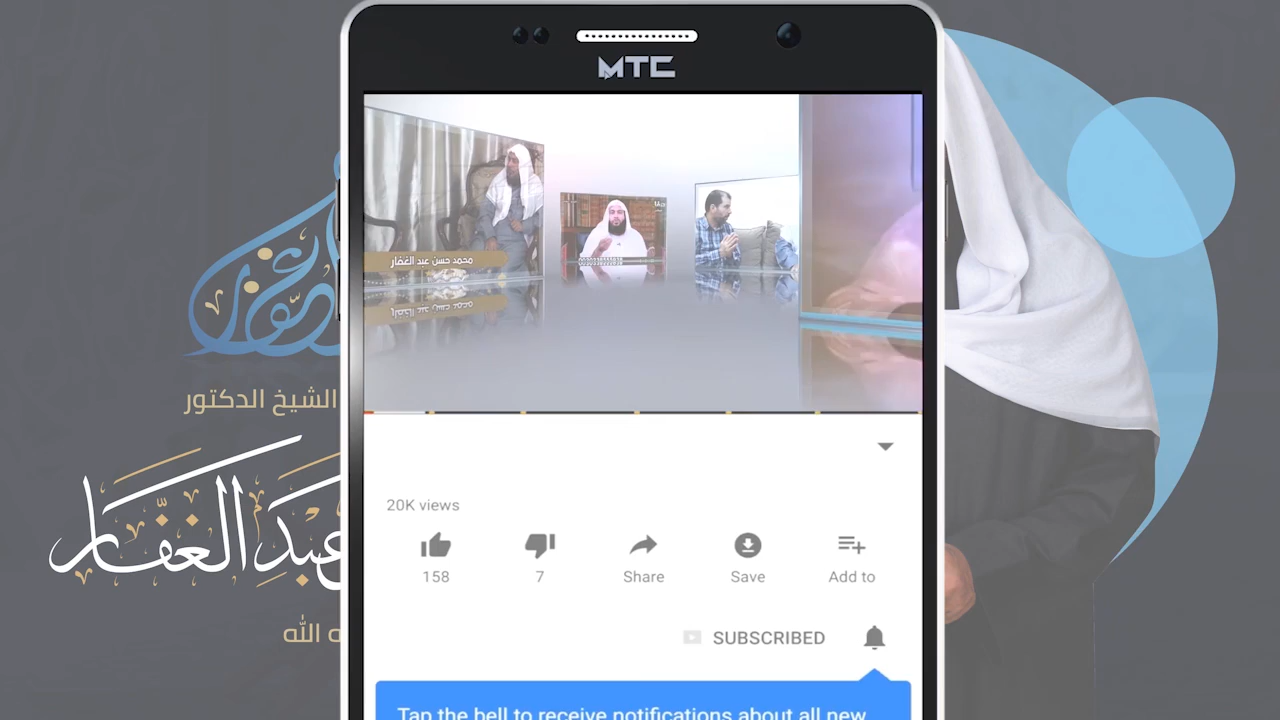 MTC
محمد حسن عبد الغفار
الشيخ الدكتور
عبد الغفار
ه الله
20K views
158
7
Share
Save
Add to
SUBSCRIBED
Tap the bell to receive notifications about all new